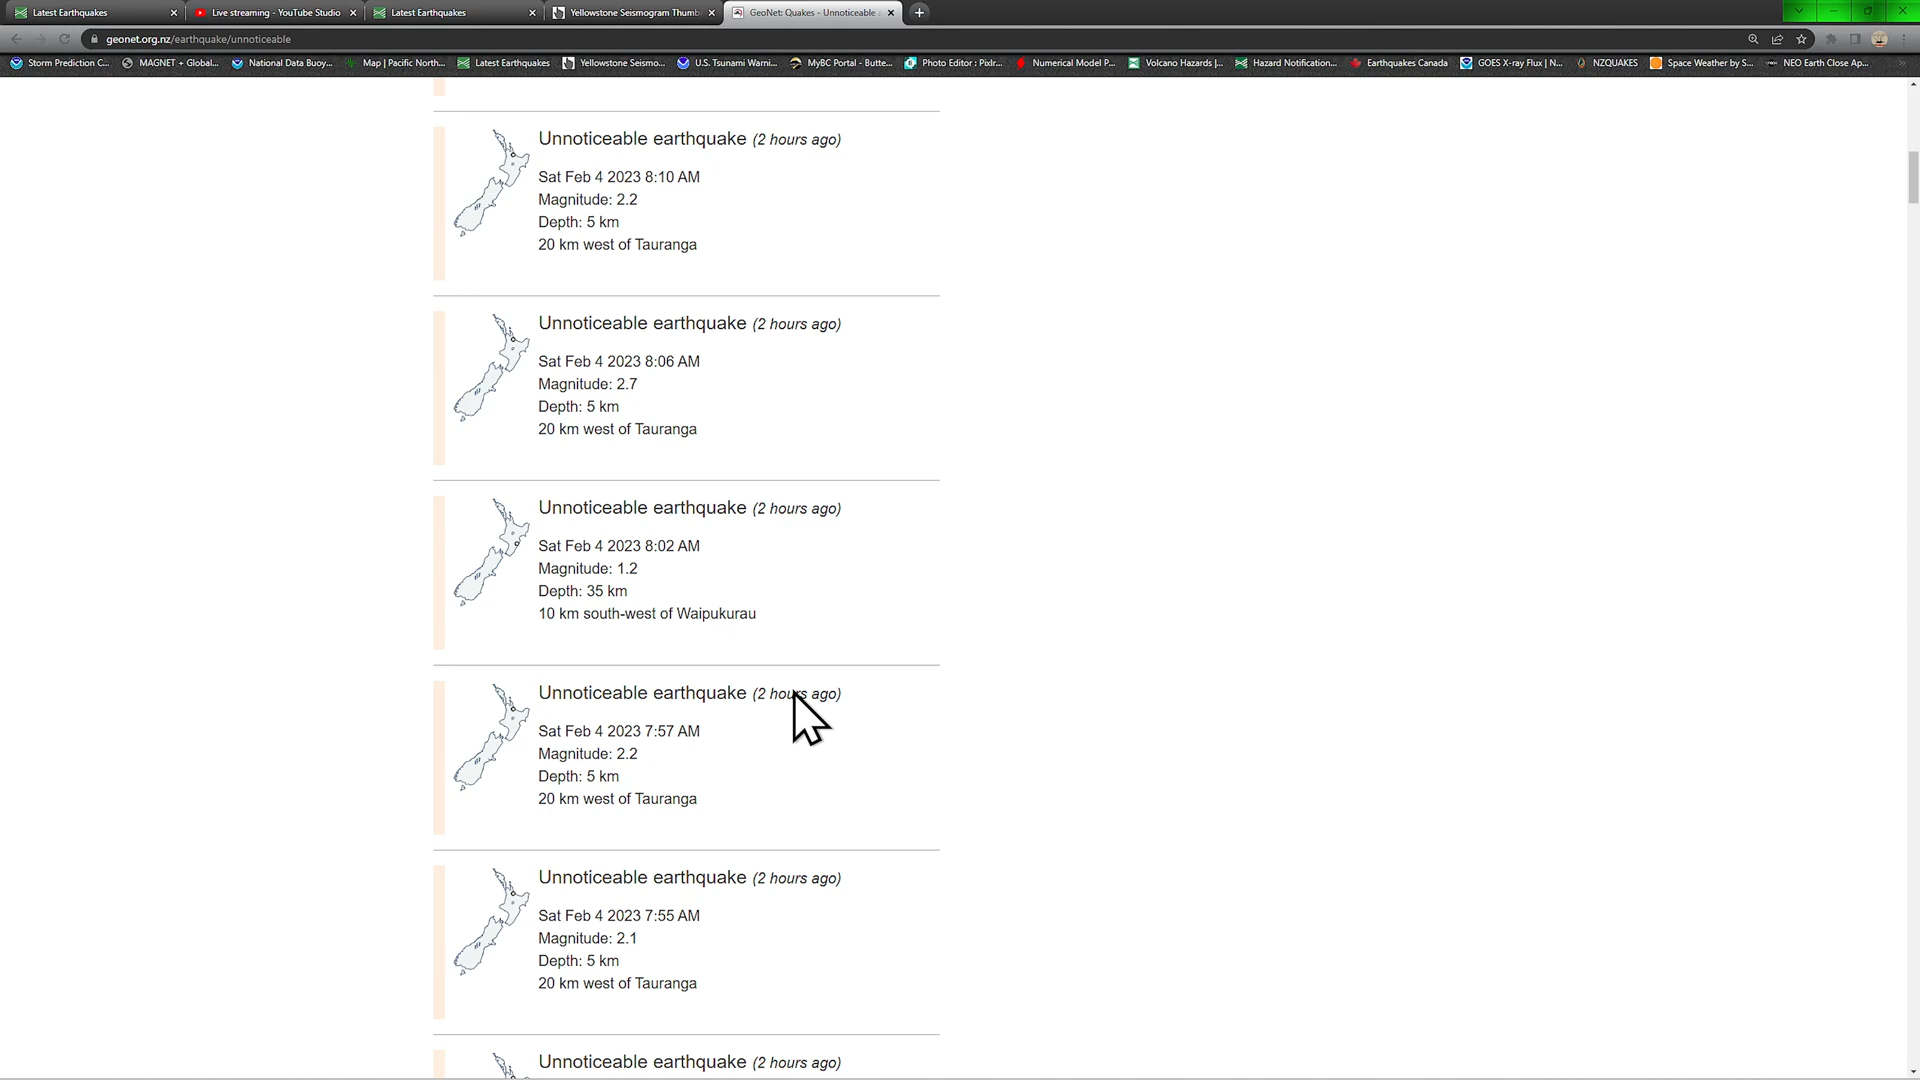 Latest Earthquakes
Live streaming - YouTube Studio
Latest Earthquakes
Yellowstone Seismogram Thumb
GeoNet: Quakes - Unnoticeable
geonet.org.nz/earthquake/unnoticeable
Storm Prediction C...
MAGNET + Global...
National Data Buoy...
Map | Pacific North...
Latest Earthquakes
Yellowstone Seismo...
U.S. Tsunami Warni...
MyBC Portal - Butte...
Photo Editor : Pixlr...
Numerical Model P...
Volcano Hazards |...
Hazard Notification...
Earthquakes Canada
GOES X-ray Flux | N...
NZQUAKES
Space Weather by S...
NEO Earth Close Ap...
Unnoticeable earthquake (2 hours ago)
Sat Feb 4 2023 8:10 AM
Magnitude: 2.2
Depth: 5 km
20 km west of Tauranga
Unnoticeable earthquake (2 hours ago)
Sat Feb 4 2023 8:06 AM
Magnitude: 2.7
Depth: 5 km
20 km west of Tauranga
Unnoticeable earthquake (2 hours ago)
Sat Feb 4 2023 8:02 AM
Magnitude: 1.2
Depth: 35 km
10 km south-west of Waipukurau
Unnoticeable earthquake (2 hours ago)
Sat Feb 4 2023 7:57 AM
Magnitude: 2.2
Depth: 5 km
20 km west of Tauranga
Unnoticeable earthquake (2 hours ago)
Sat Feb 4 2023 7:55 AM
Magnitude: 2.1
Depth: 5 km
20 km west of Tauranga
Unnoticeable earthquake (2 hours ago)